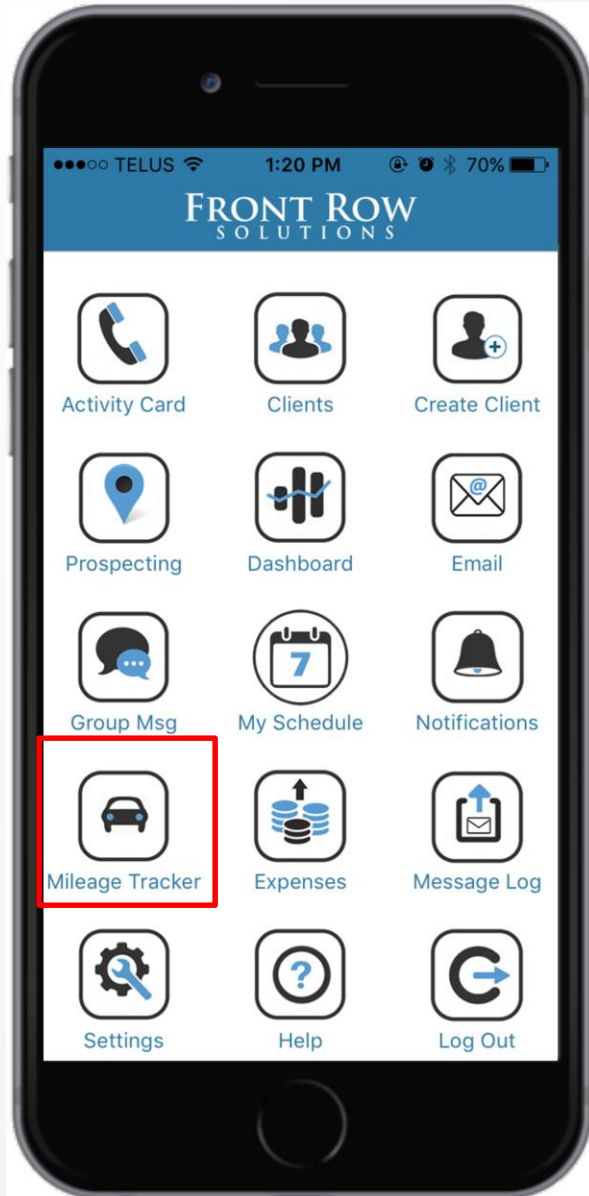 ●●●○○ TELUS 1:20 PM 70%
FRONT ROW
SOLUTIONS
Activity Card Clients Create Client
@
Prospecting Dashboard Email
7
Group Msg My Schedule Notifications
Mileage Tracker Expenses Message Log
?
Settings Help Log Out